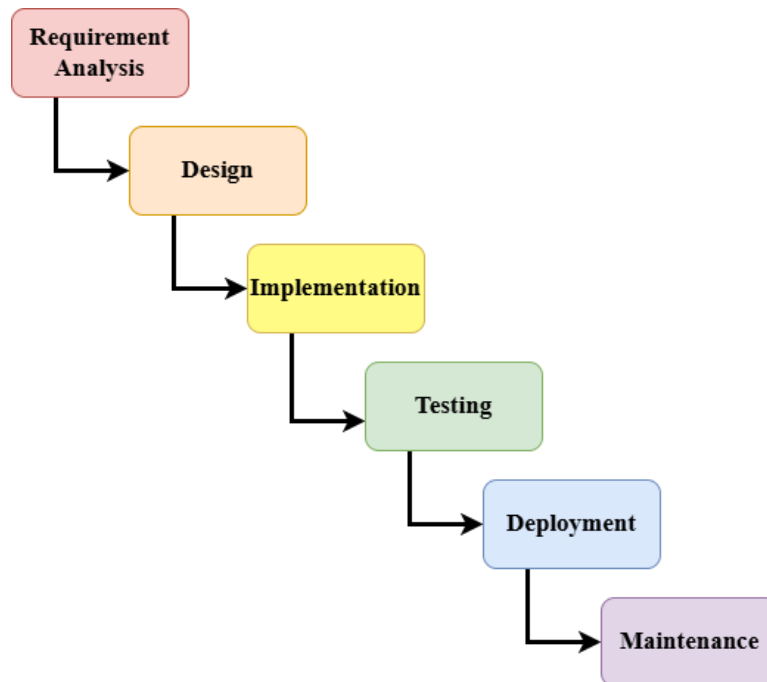 Requirement
Analysis
Design
Implementation
Testing
Deployment
Maintenance